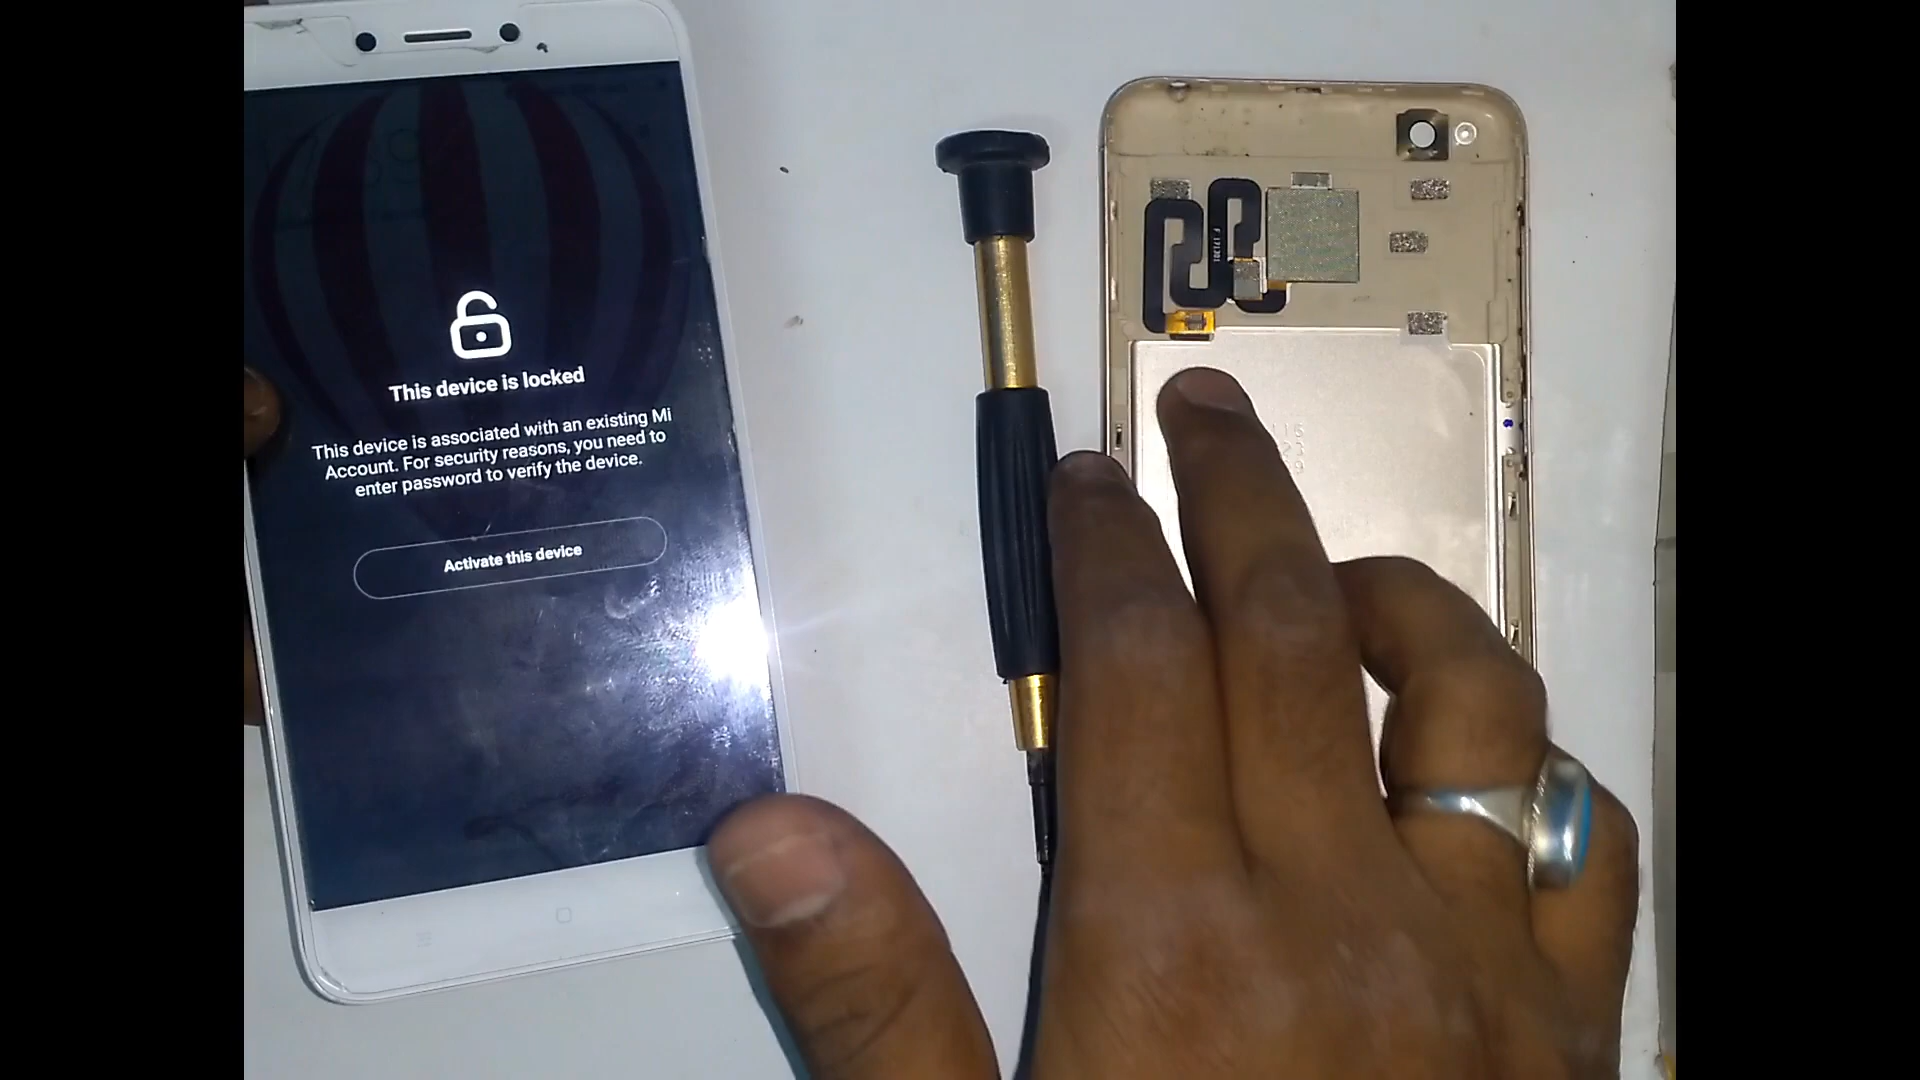 This device is locked
This device is associated with an existing Mi
Account. For security reasons, you need to
enter password to verify the device.
Activate this device